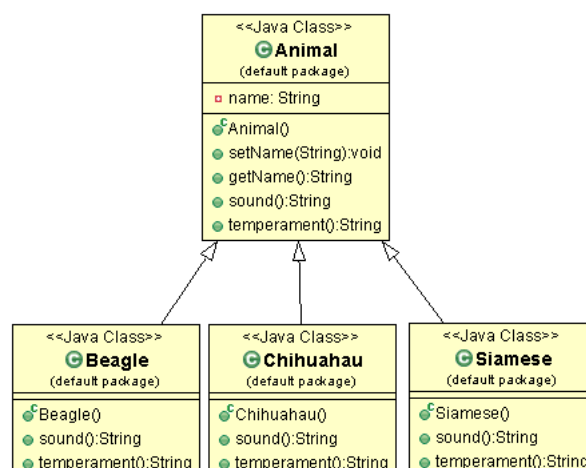 <<Java Class>>
Animal
(default package)
name: String
Animal()
setName(String):void
getName():String
sound():String
temperament():String
<<Java Class>>
Beagle
(default package)
Beagle()
sound():String
temperament():String
<<Java Class>>
Chihuahau
(default package)
Chihuahau()
sound():String
temperament():String
<<Java Class>>
Siamese
(default package)
Siamese()
sound():String
temperament():String